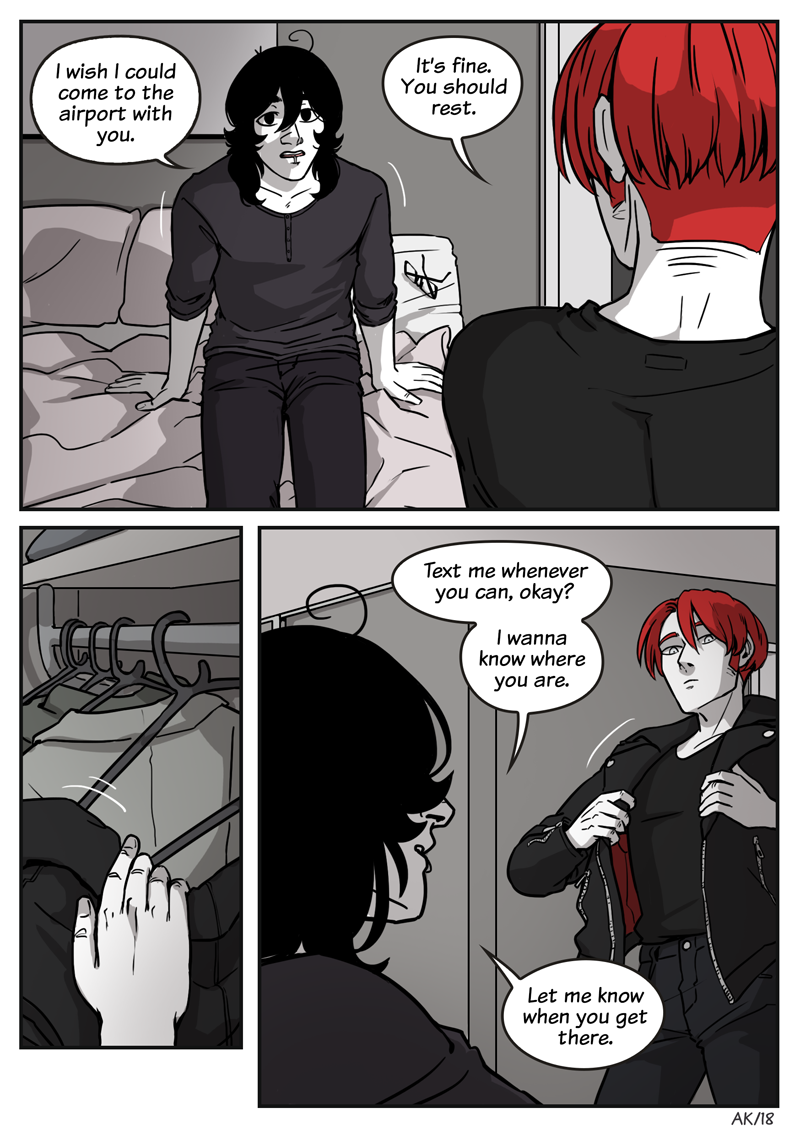 I wish I could
come to the
airport with
you.
It's fine.
You should
rest.
Text me whenever
you can, okay?
I wanna
know where
you are.
Let me know
when you get
there.
AK/18